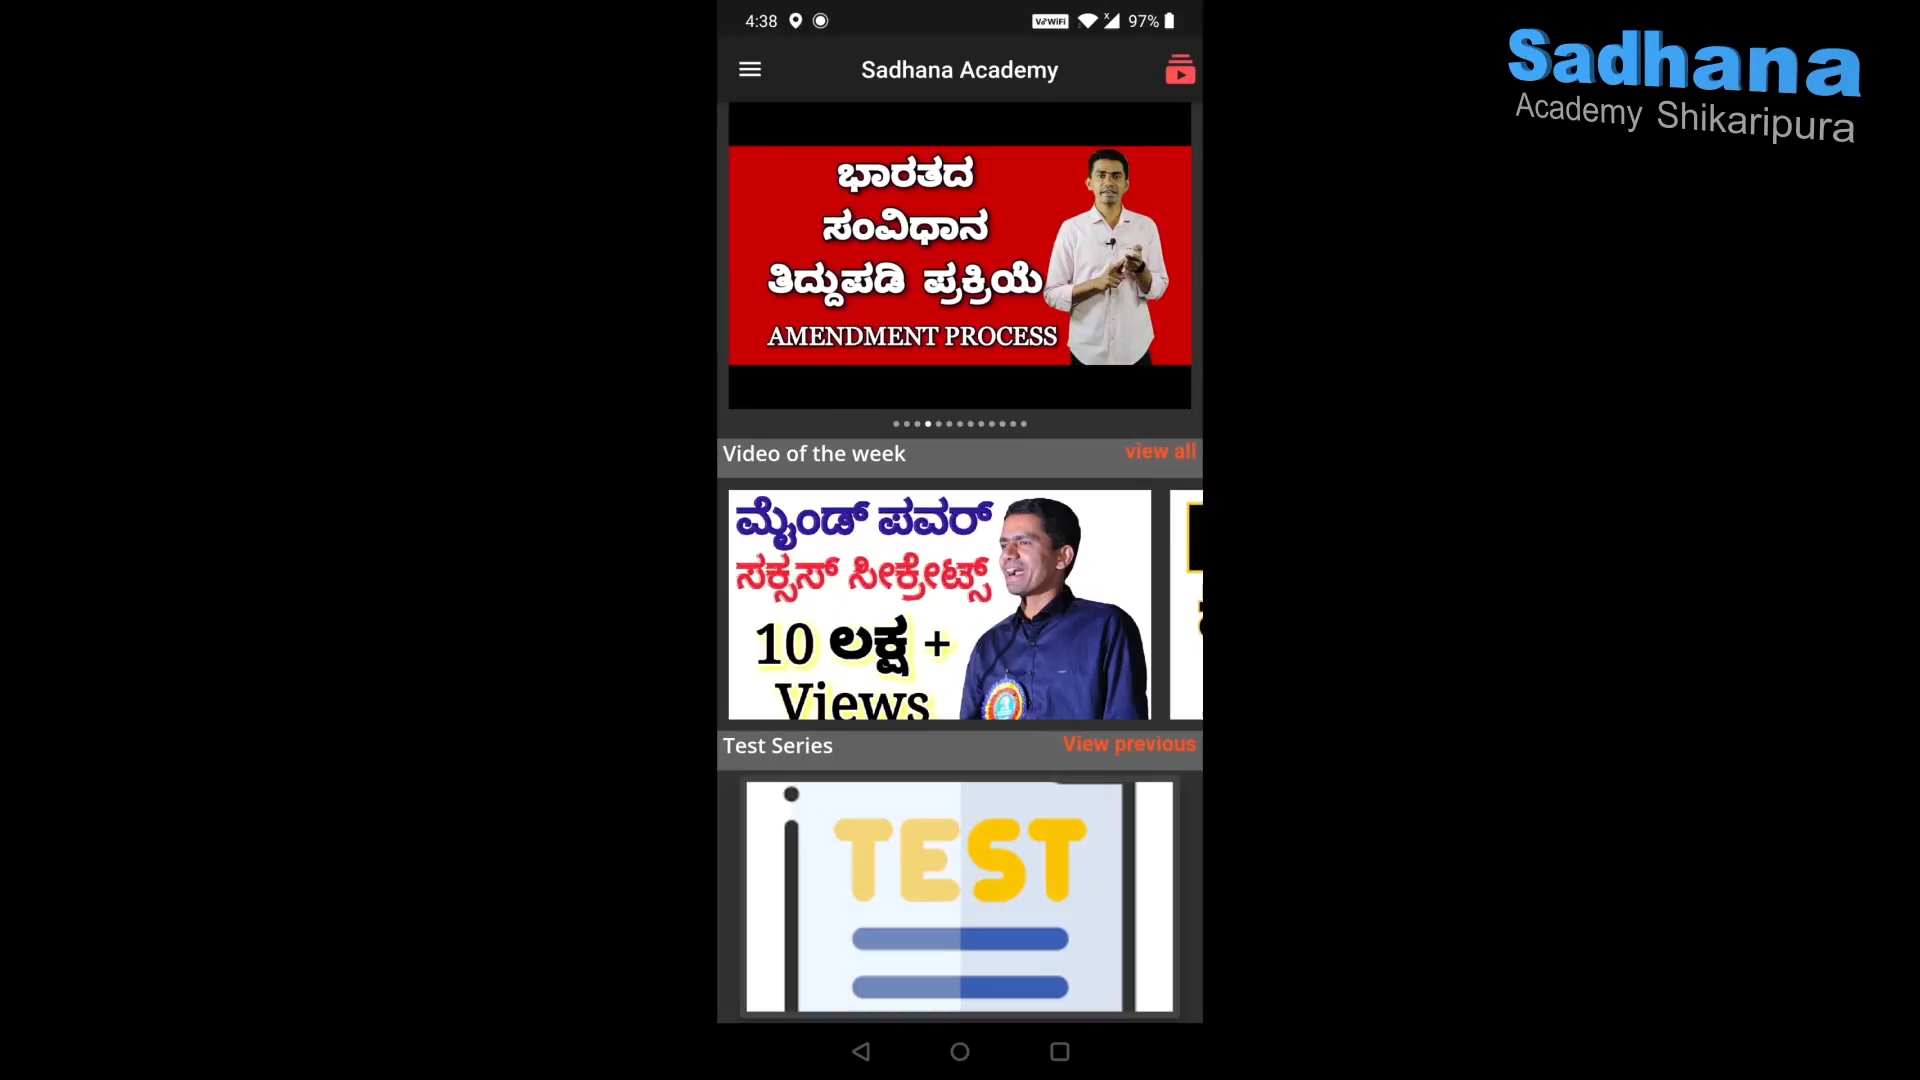 4:38
VoWiFi
97%
Sadhana Academy
Sadhana
Academy Shikaripura
ಭಾರತದ
ಸಂವಿಧಾನ
ತಿದ್ದುಪಡಿ ಪ್ರಕ್ರಿಯೆ
AMENDMENT PROCESS
Video of the week
view all
ಮೈಂಡ್ ಪವರ್
ಸಕ್ಸಸ್ ಸೀಕ್ರೇಟ್ಸ್
10 ಲಕ್ಷ +
Views
Test Series
View previous
TEST